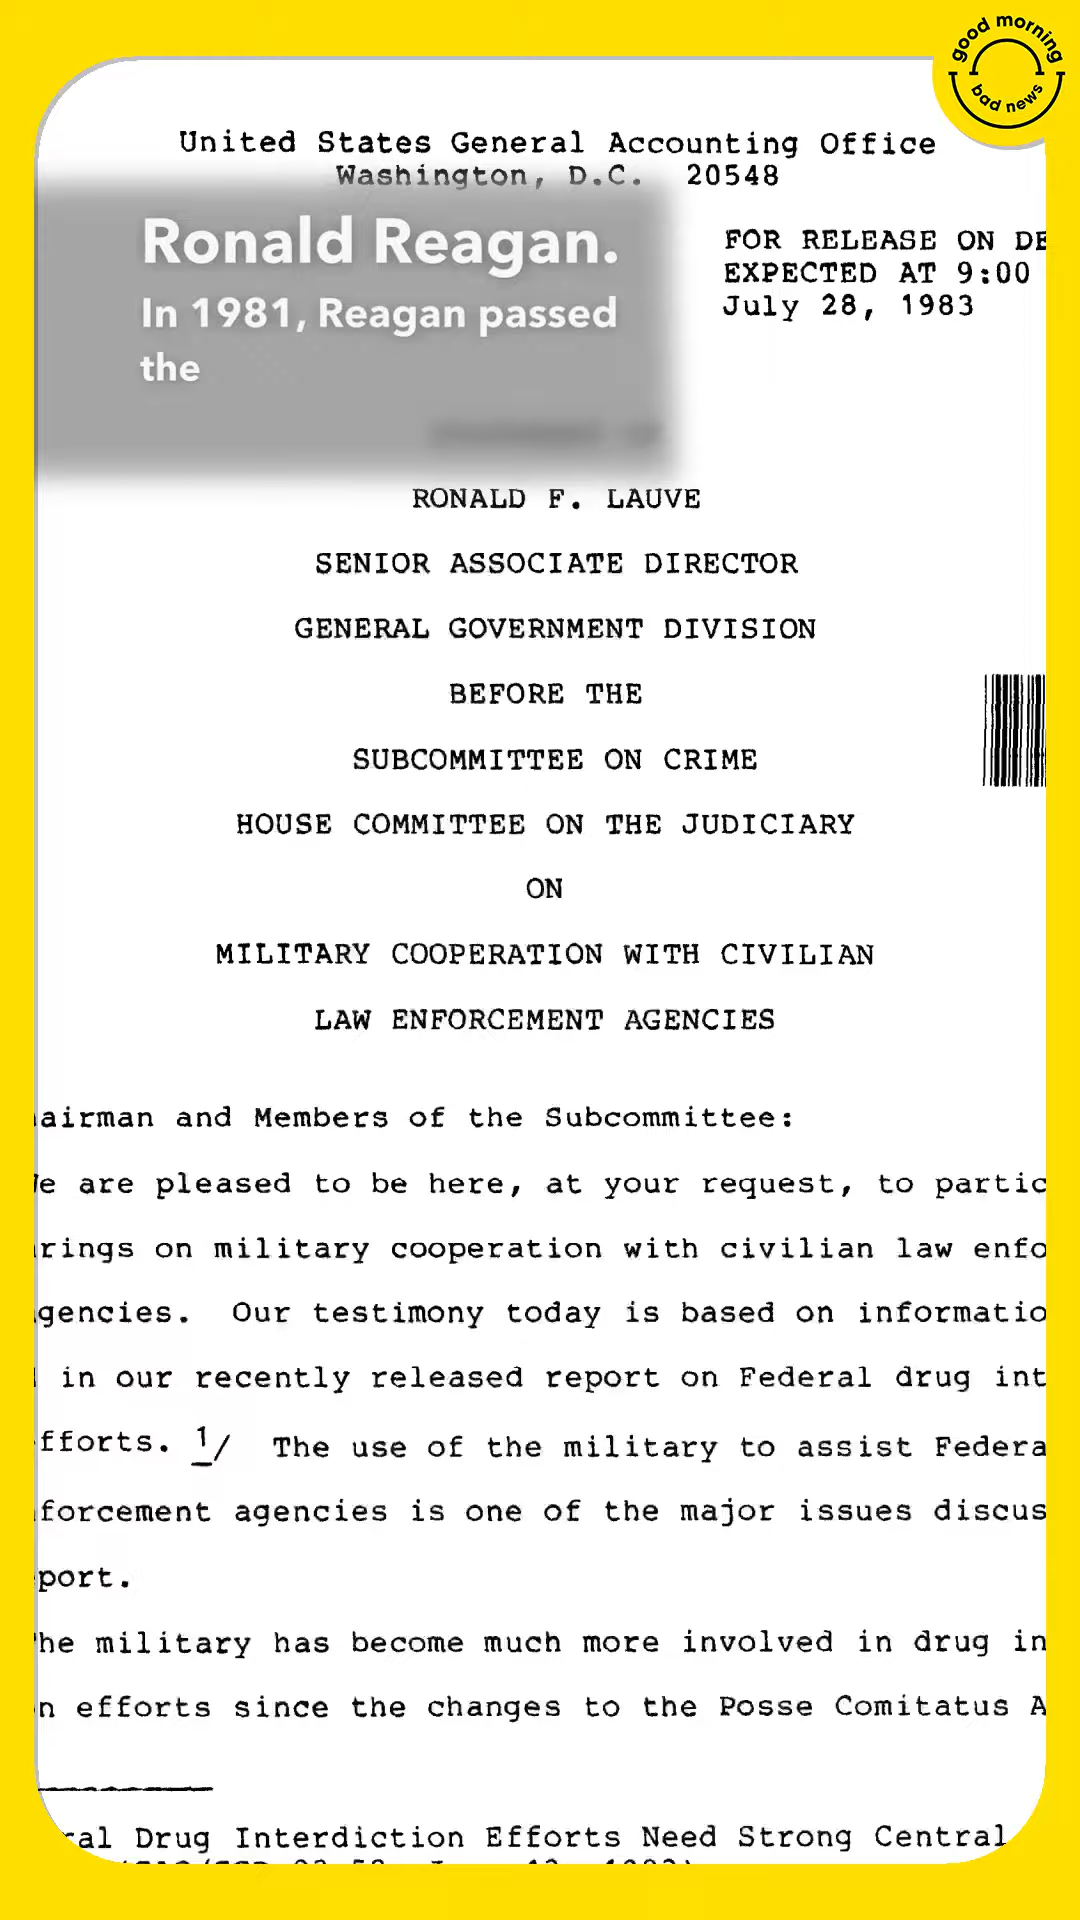 good morning
bad news
United States General Accounting Office
Washington, D.C. 20548
Ronald Reagan.
In 1981, Reagan passed
the
FOR RELEASE ON DE
EXPECTED AT 9:00
July 28, 1983
RONALD F. LAUVE
SENIOR ASSOCIATE DIRECTOR
GENERAL GOVERNMENT DIVISION
BEFORE THE
SUBCOMMITTEE ON CRIME
HOUSE COMMITTEE ON THE JUDICIARY
ON
MILITARY COOPERATION WITH CIVILIAN
LAW ENFORCEMENT AGENCIES
airman and Members of the Subcommittee:
e are pleased to be here, at your request, to partic
rings on military cooperation with civilian law enfo
gencies. Our testimony today is based on informatio
in our recently released report on Federal drug int
fforts. 1/ The use of the military to assist Federa
forcement agencies is one of the major issues discus
port.
he military has become much more involved in drug in
n efforts since the changes to the Posse Comitatus A
al Drug Interdiction Efforts Need Strong Central